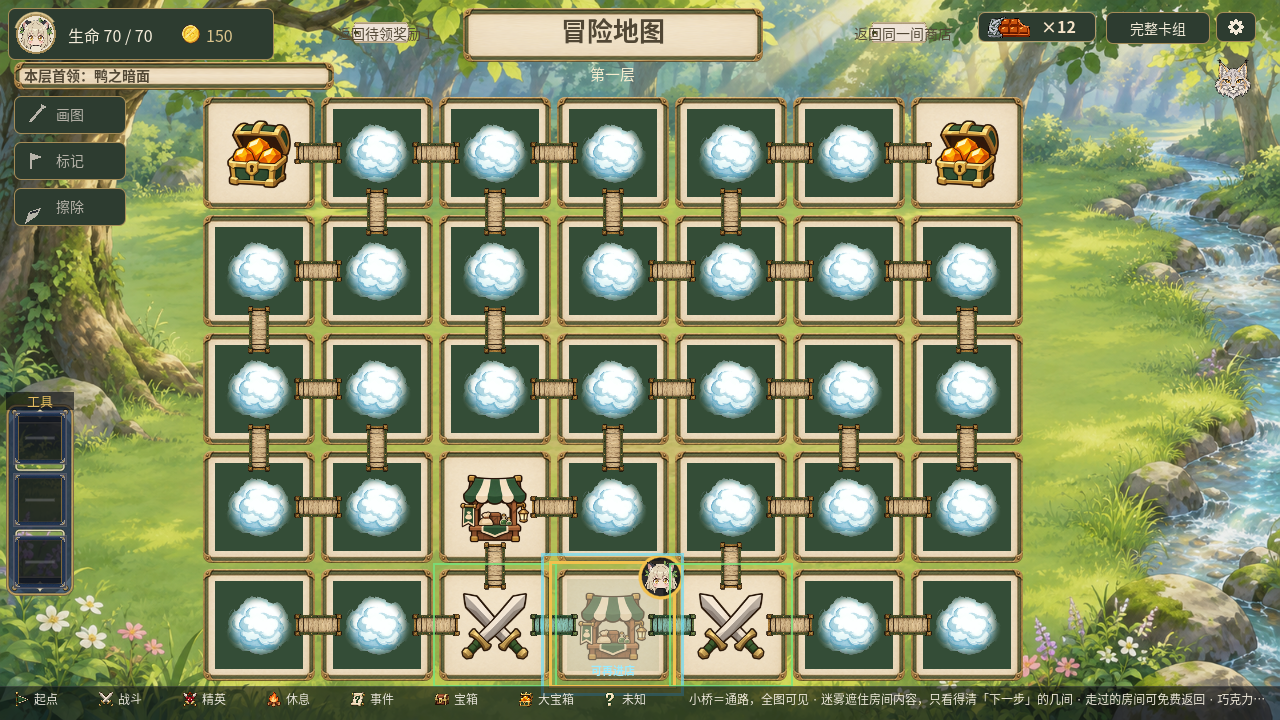 生命 70 / 70
150
返回待领奖励 1
冒险地图
返回同一间商店
×12
完整卡组
本层首领：鸭之暗面
第一层
画图
标记
擦除
工具
起点
战斗
精英
休息
事件
宝箱
大宝箱
? 未知
小桥＝通路，全图可见 · 迷雾遮住房间内容，只看得清「下一步」的几间 · 走过的房间可免费返回 · 巧克力…